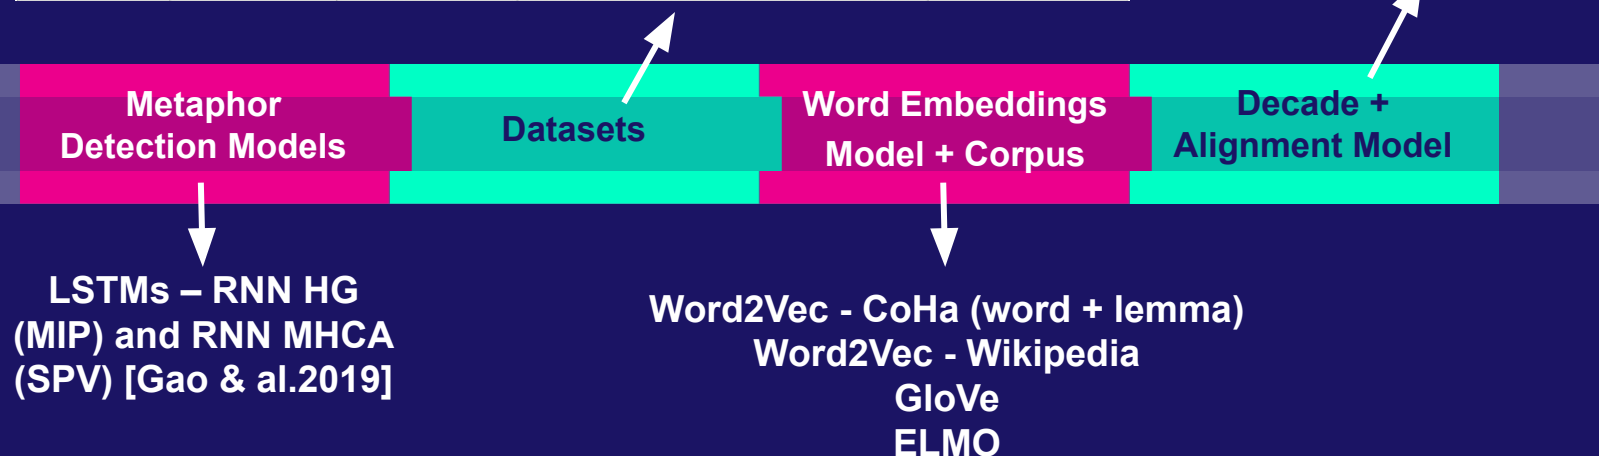 Metaphor
Detection Models
Datasets
Word Embeddings
Model + Corpus
Decade +
Alignment Model
LSTMs – RNN HG
(MIP) and RNN MHCA
(SPV) [Gao & al.2019]
Word2Vec - CoHa (word + lemma)
Word2Vec - Wikipedia
GloVe
ELMO